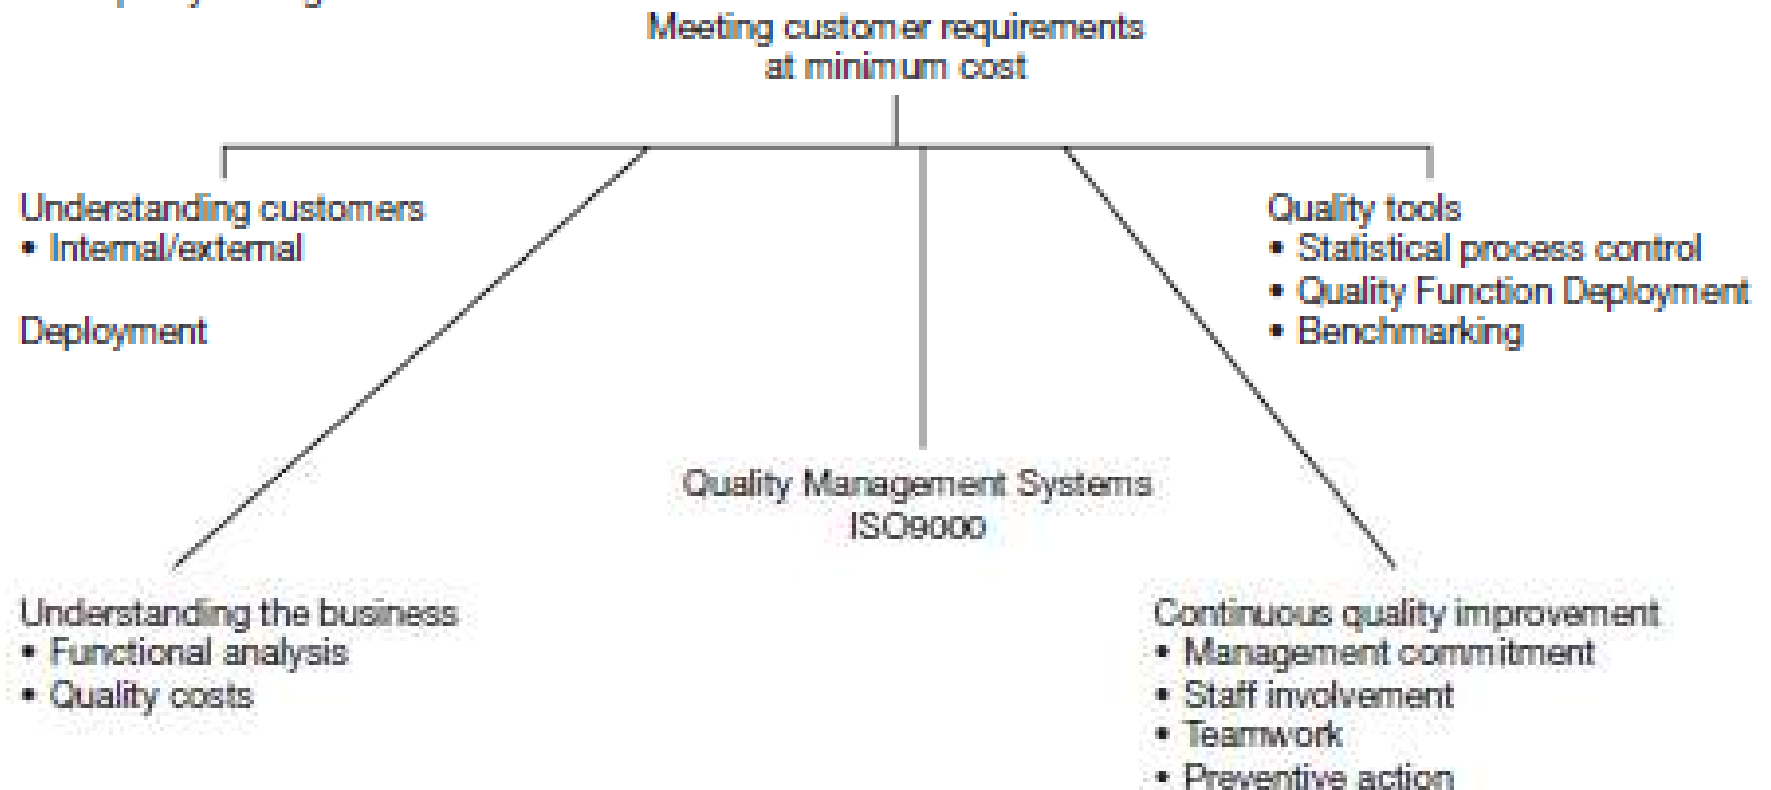 Meeting customer requirements
at minimum cost
Understanding customers
• Internal/external
Deployment
Quality tools
• Statistical process control
• Quality Function Deployment
• Benchmarking
Quality Management Systems
ISO9000
Understanding the business
• Functional analysis
• Quality costs
Continuous quality improvement
• Management commitment
• Staff involvement
• Teamwork
• Preventive action